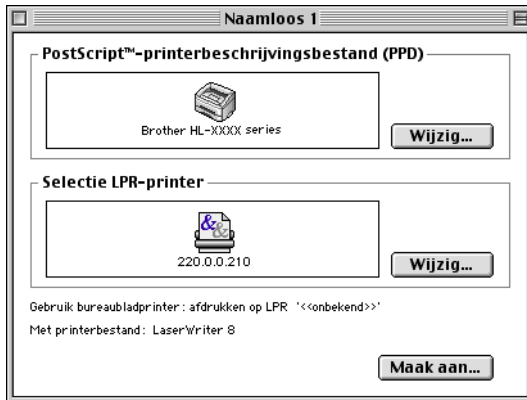 Naamloos 1
PostScript™-printerbeschrijvingsbestand (PPD)
Brother HL-XXXX series
Wijzig...
Selectie LPR-printer
220.0.0.210
Wijzig...
Gebruik bureaubladprinter: afdrukken op LPR '<<onbekend>>'
Met printerbestand: LaserWriter 8
Maak aan...